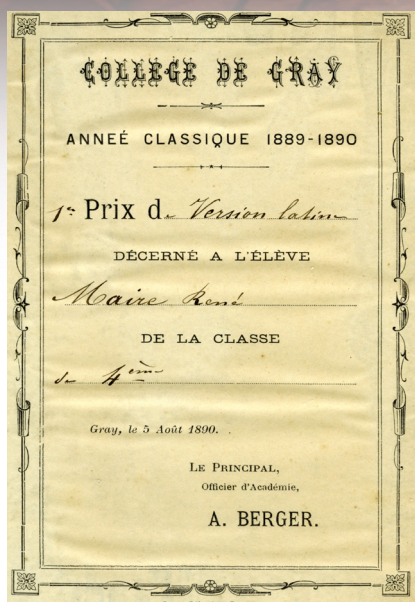 COLLEGE DE GRAY
ANNEÉ CLASSIQUE 1889-1890
1er Prix de Version latine
DÉCERNÉ A L'ÉLÈVE
Maire René
DE LA CLASSE
de 4ème
Gray, le 5 Août 1890.
LE PRINCIPAL,
Officier d'Académie,
A. BERGER.